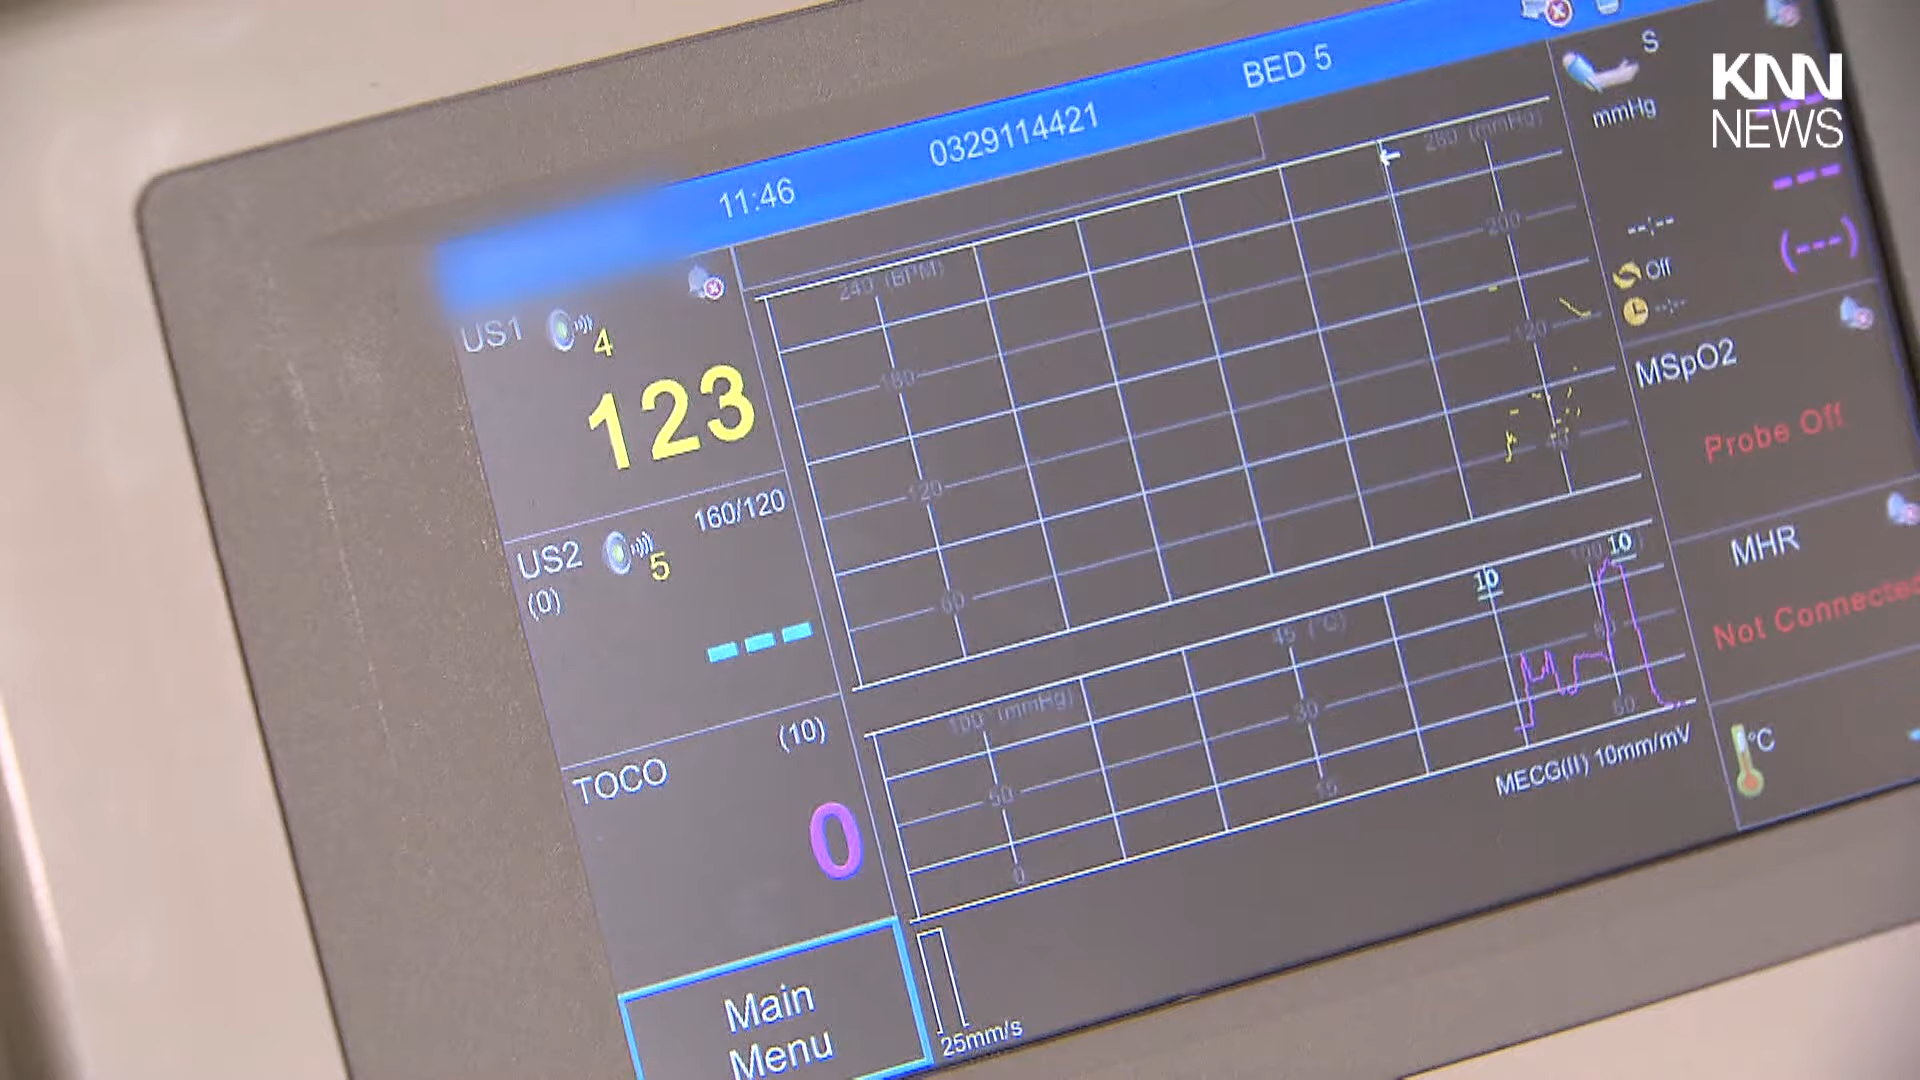 KNN
NEWS
11:46
0329114421
BED 5
US1
4
123
160/120
US2
5
(0)
---
TOCO
(10)
0
Main
Menu
240 (BPM)
180
120
60
200
120
100 (mmHg)
50
0
45 (°C)
30
15
10
10
MECG(II) 10mm/mV
25mm/s
S
mmHg
---
(---)
--:--
Off
--:--
MSpO2
Probe Off
MHR
Not Connected
°C